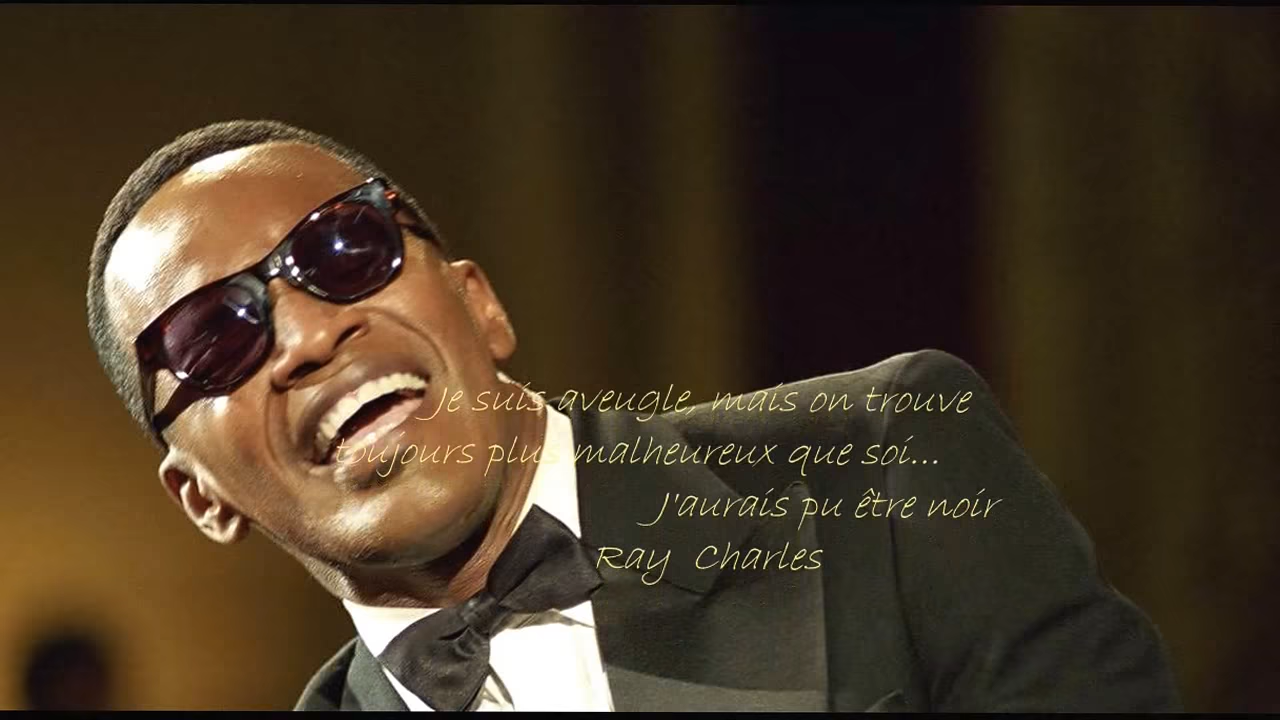 Je suis aveugle, mais on trouve
toujours plus malheureux que soi...
J'aurais pu être noir
Ray Charles